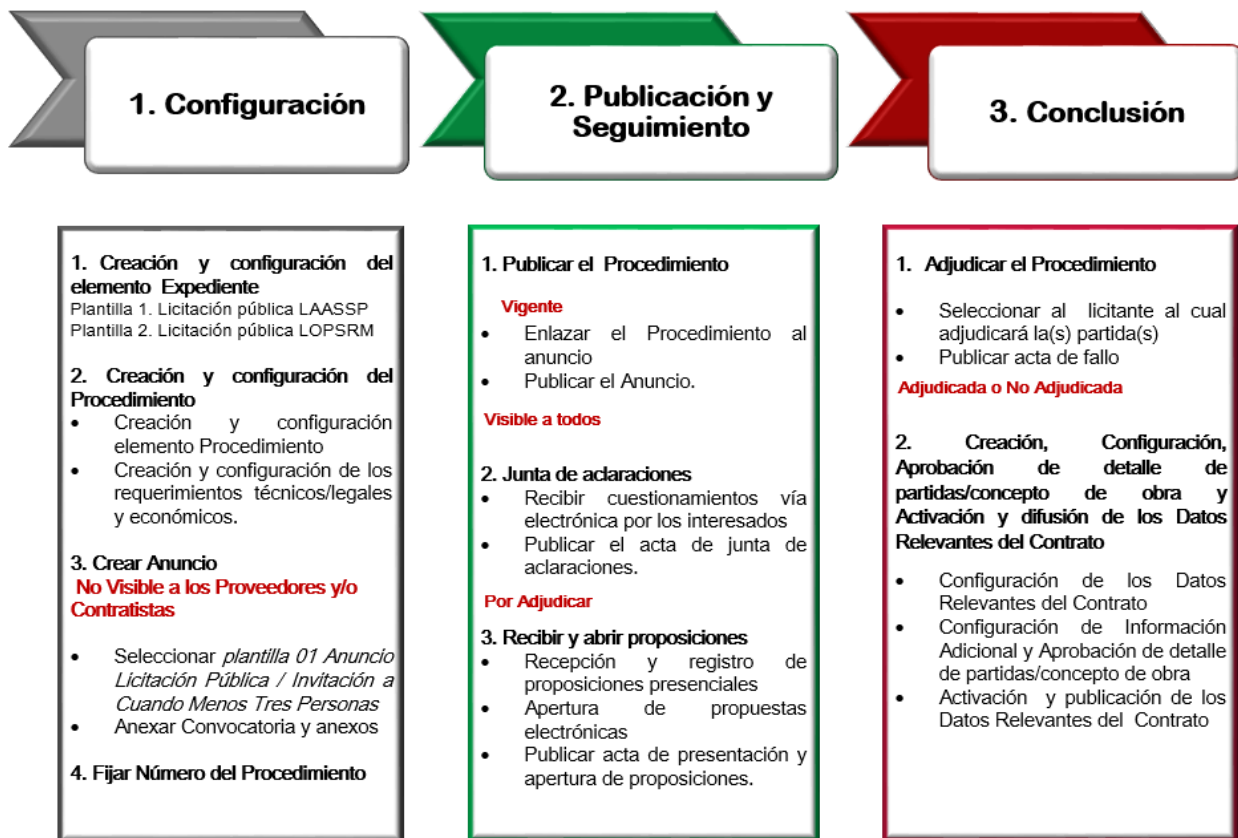 1. Configuración
2. Publicación y
Seguimiento
3. Conclusión
1. Creación y configuración del
elemento Expediente
Plantilla 1. Licitación pública LAASSP
Plantilla 2. Licitación pública LOPSRM
2. Creación y configuración del
Procedimiento
• Creación y configuración
elemento Procedimiento
• Creación y configuración de los
requerimientos técnicos/legales
y económicos.
3. Crear Anuncio
No Visible a los Proveedores y/o
Contratistas
• Seleccionar plantilla 01 Anuncio
Licitación Pública / Invitación a
Cuando Menos Tres Personas
• Anexar Convocatoria y anexos
4. Fijar Número del Procedimiento
1. Publicar el Procedimiento
Vigente
• Enlazar el Procedimiento al
anuncio
• Publicar el Anuncio.
Visible a todos
2. Junta de aclaraciones
• Recibir cuestionamientos vía
electrónica por los interesados
• Publicar el acta de junta de
aclaraciones.
Por Adjudicar
3. Recibir y abrir proposiciones
• Recepción y registro de
proposiciones presenciales
• Apertura de propuestas
electrónicas
• Publicar acta de presentación y
apertura de proposiciones.
1. Adjudicar el Procedimiento
• Seleccionar al licitante al cual
adjudicará la(s) partida(s)
• Publicar acta de fallo
Adjudicada o No Adjudicada
2. Creación, Configuración,
Aprobación de detalle de
partidas/concepto de obra y
Activación y difusión de los Datos
Relevantes del Contrato
• Configuración de los Datos
Relevantes del Contrato
• Configuración de Información
Adicional y Aprobación de detalle
de partidas/concepto de obra
• Activación y publicación de los
Datos Relevantes del Contrato